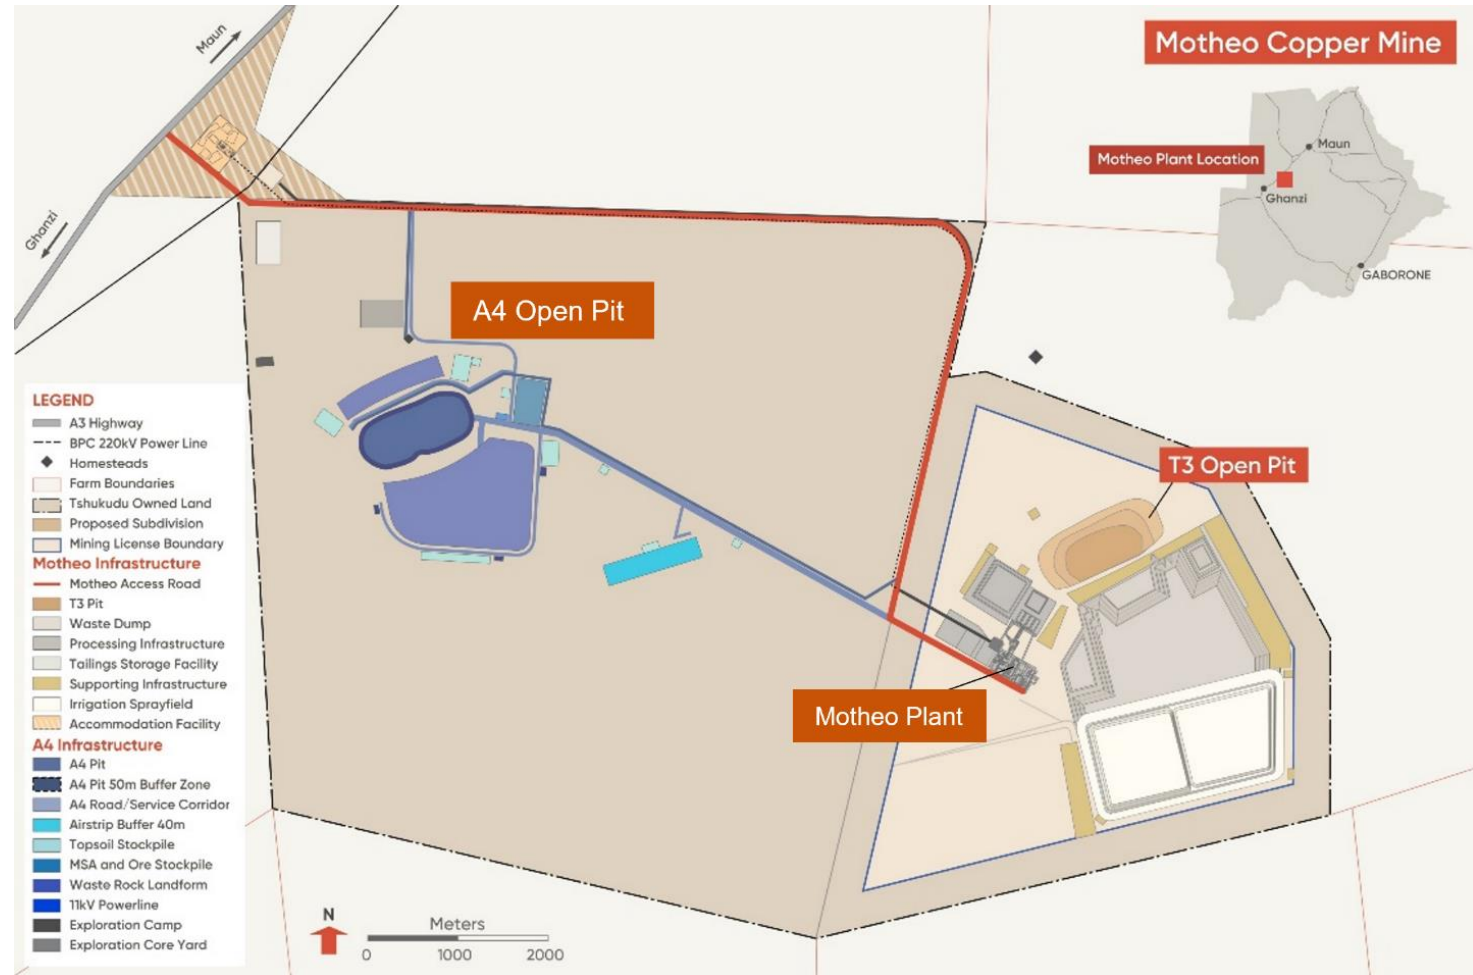 Maun
Ghanzi
Motheo Copper Mine
Motheo Plant Location
Maun
Ghanzi
GABORONE
A4 Open Pit
T3 Open Pit
Motheo Plant
LEGEND
A3 Highway
BPC 220kV Power Line
Homesteads
Farm Boundaries
Tshukudu Owned Land
Proposed Subdivision
Mining License Boundary
Motheo Infrastructure
Motheo Access Road
T3 Pit
Waste Dump
Processing Infrastructure
Tailings Storage Facility
Supporting Infrastructure
Irrigation Sprayfield
Accommodation Facility
A4 Infrastructure
A4 Pit
A4 Pit 50m Buffer Zone
A4 Road/Service Corridor
Airstrip Buffer 40m
Topsoil Stockpile
MSA and Ore Stockpile
Waste Rock Landform
11kV Powerline
Exploration Camp
Exploration Core Yard
N
Meters
0 1000 2000